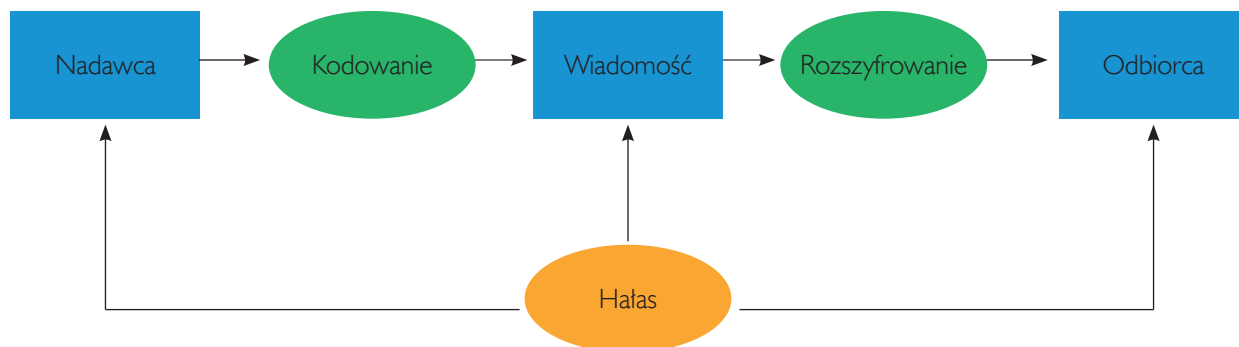 Nadawca
Kodowanie
Wiadomość
Rozszyfrowanie
Odbiorca
Hałas